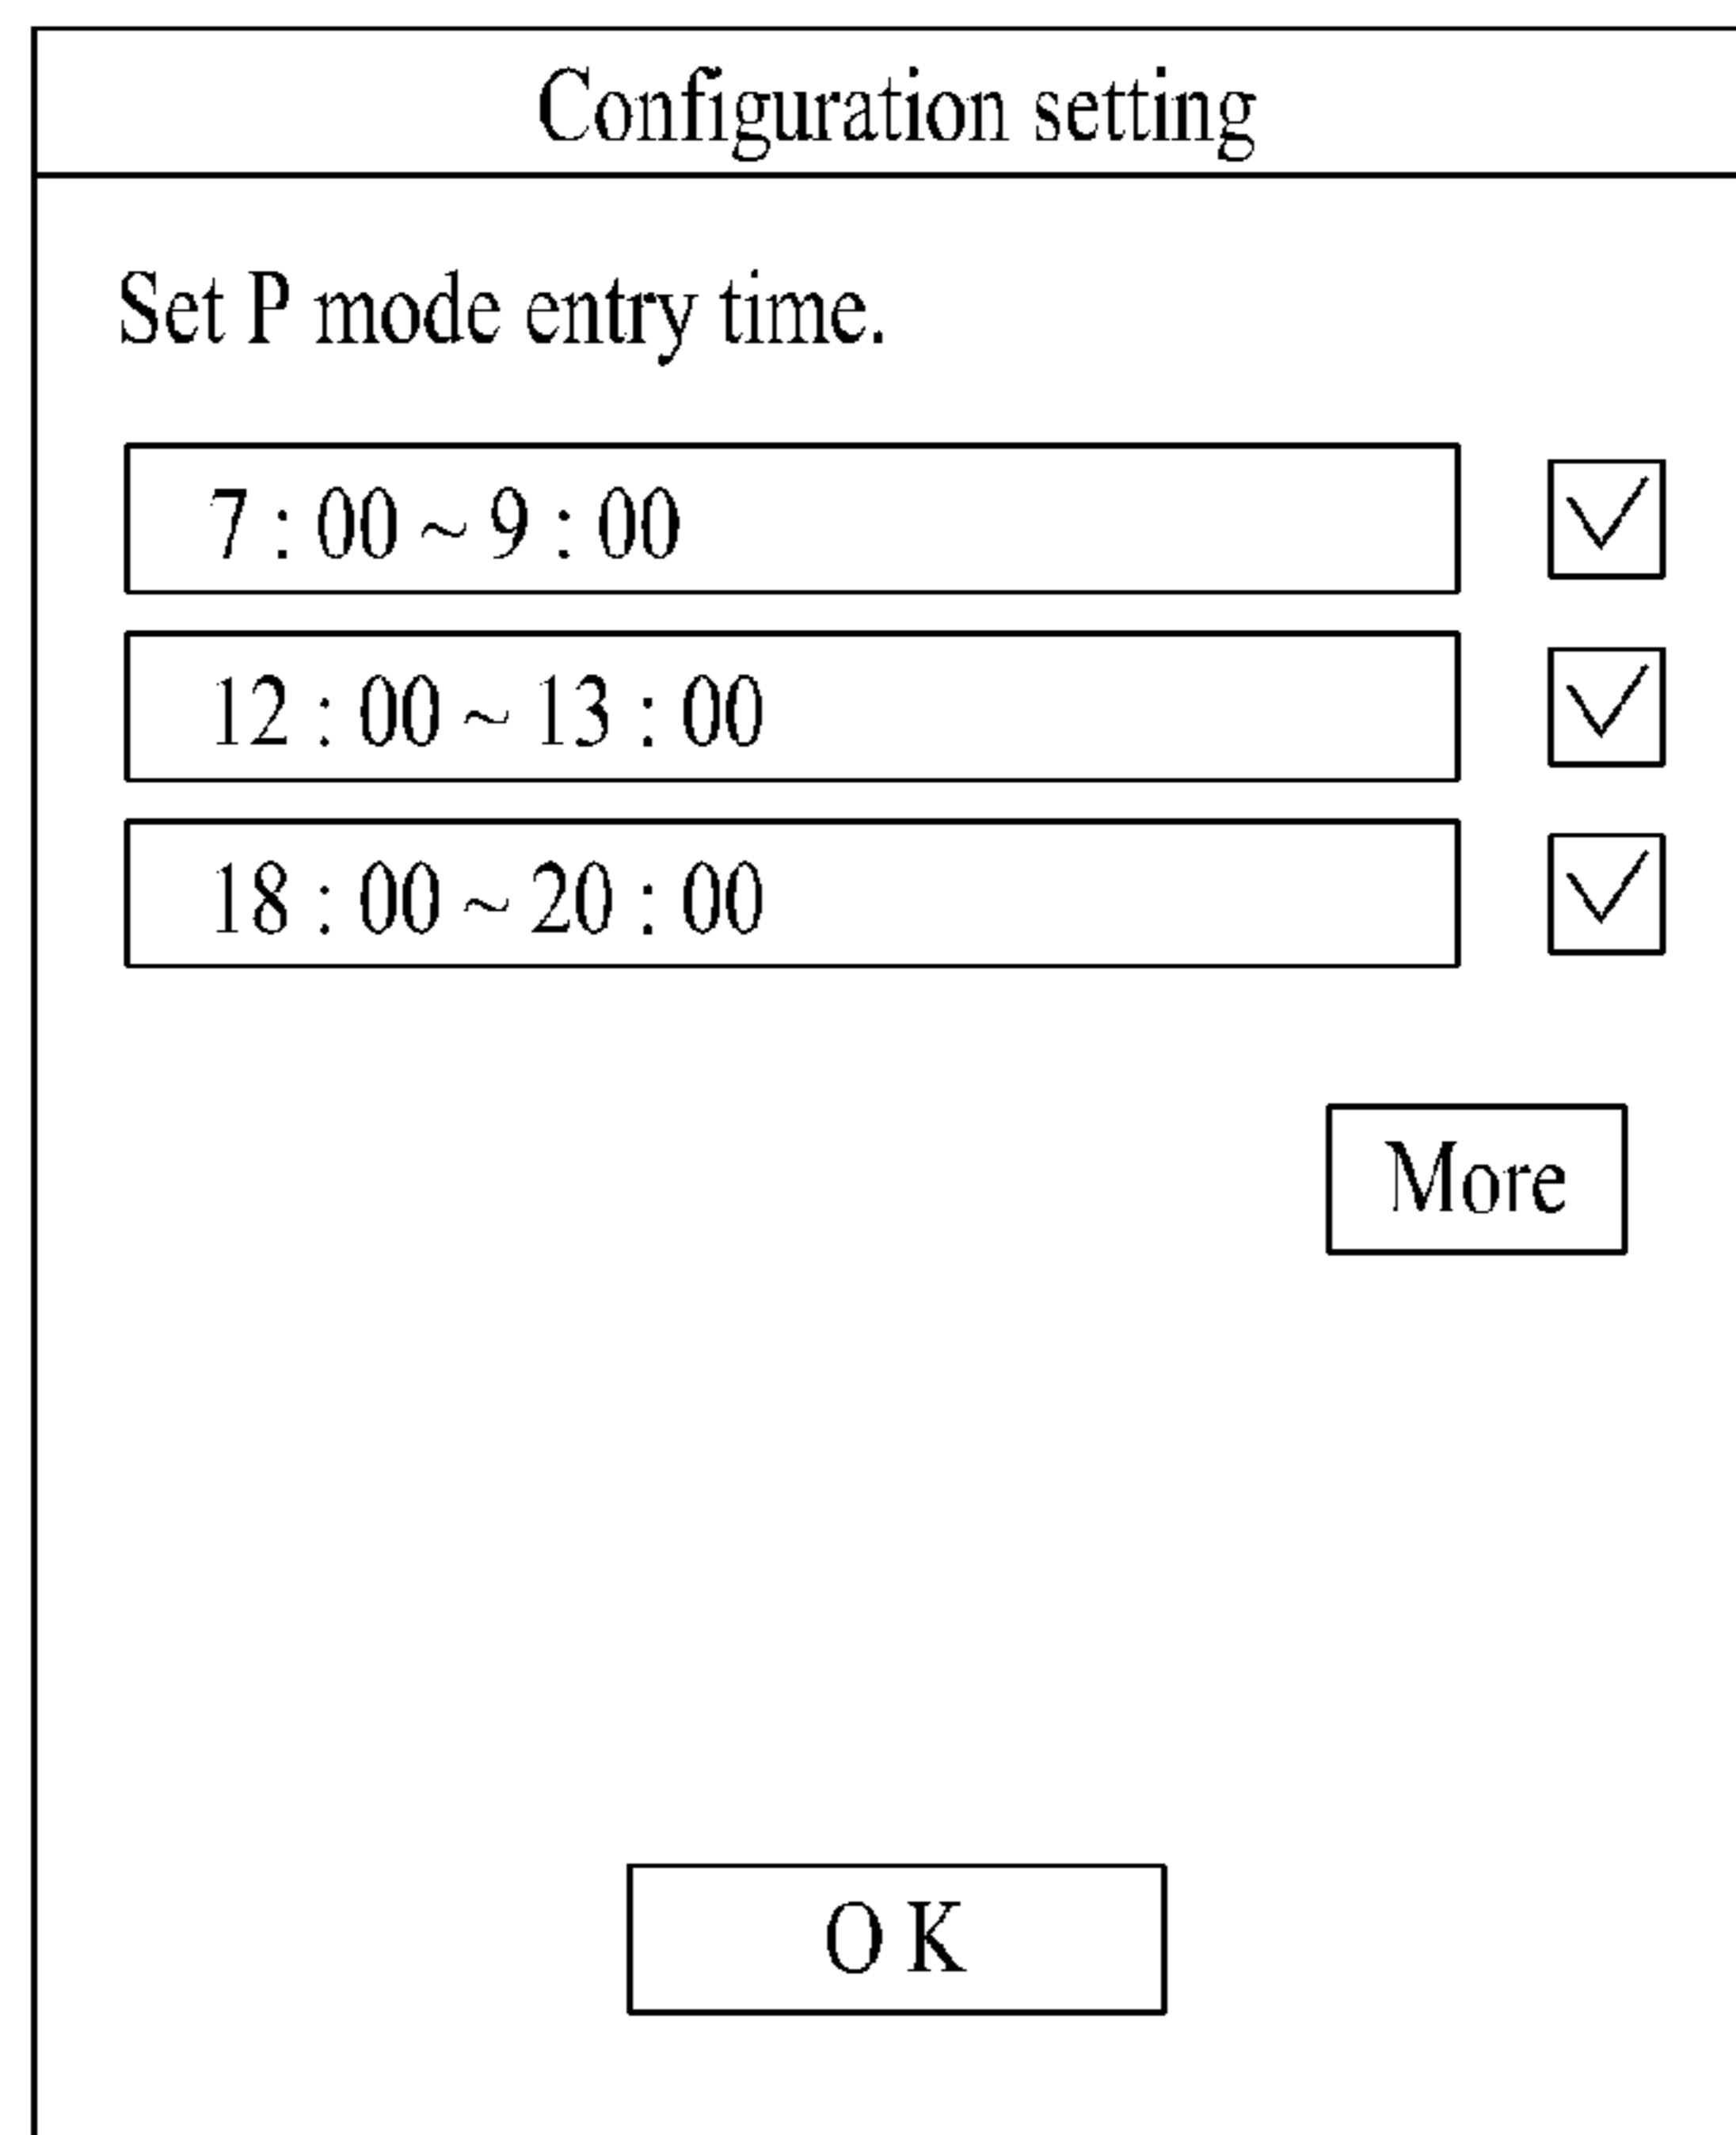 Configuration setting
Set P mode entry time.
7 : 00 ~ 9 : 00
12 : 00 ~ 13 : 00
18 : 00 ~ 20 : 00
More
O K